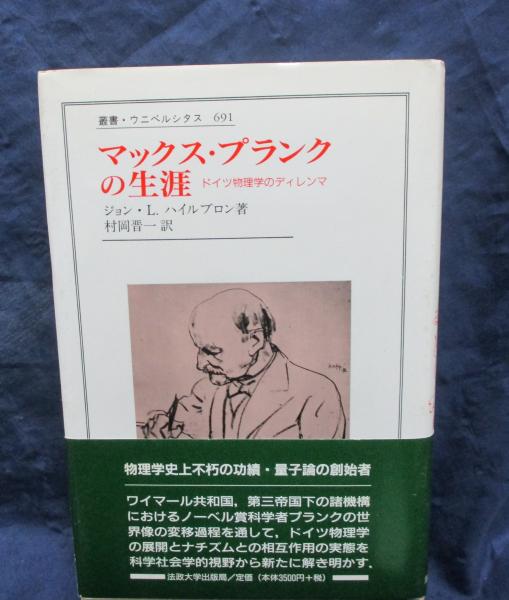 叢書・ウニベルシタス 691
マックス・プランク
の生涯 ドイツ物理学のディレンマ
ジョン・L. ハイルブロン著
村岡晋一 訳
物理学史上不朽の功績・量子論の創始者
ワイマール共和国，第三帝国下の諸機構
におけるノーベル賞科学者プランクの世
界像の変移過程を通して，ドイツ物理学
の展開とナチズムとの相互作用の実態を
科学社会学的視野から新たに解き明かす．
法政大学出版局／定価（本体3500円＋税）